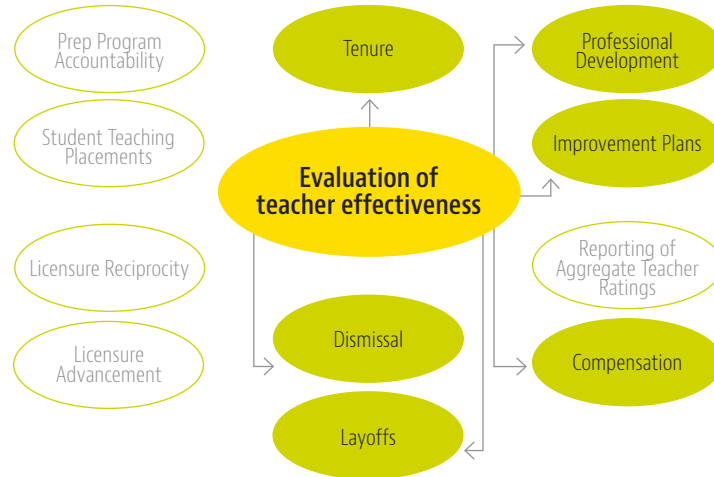 Prep Program
Accountability
Student Teaching
Placements
Licensure Reciprocity
Licensure
Advancement
Tenure
Evaluation of
teacher effectiveness
Dismissal
Layoffs
Professional
Development
Improvement Plans
Reporting of
Aggregate Teacher
Ratings
Compensation